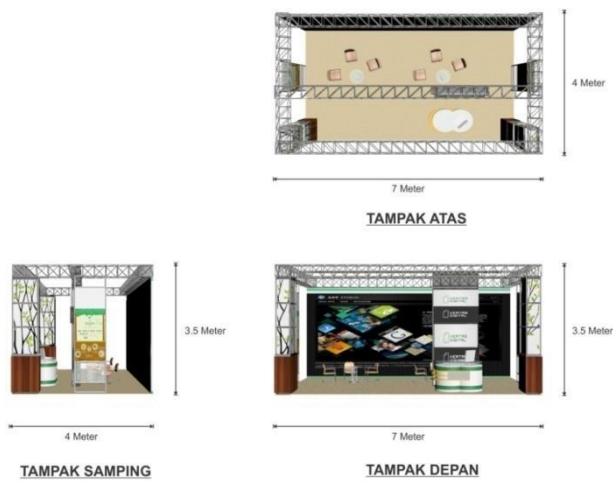 4 Meter
7 Meter
TAMPAK ATAS
3.5 Meter
4 Meter
TAMPAK SAMPING
3.5 Meter
7 Meter
TAMPAK DEPAN